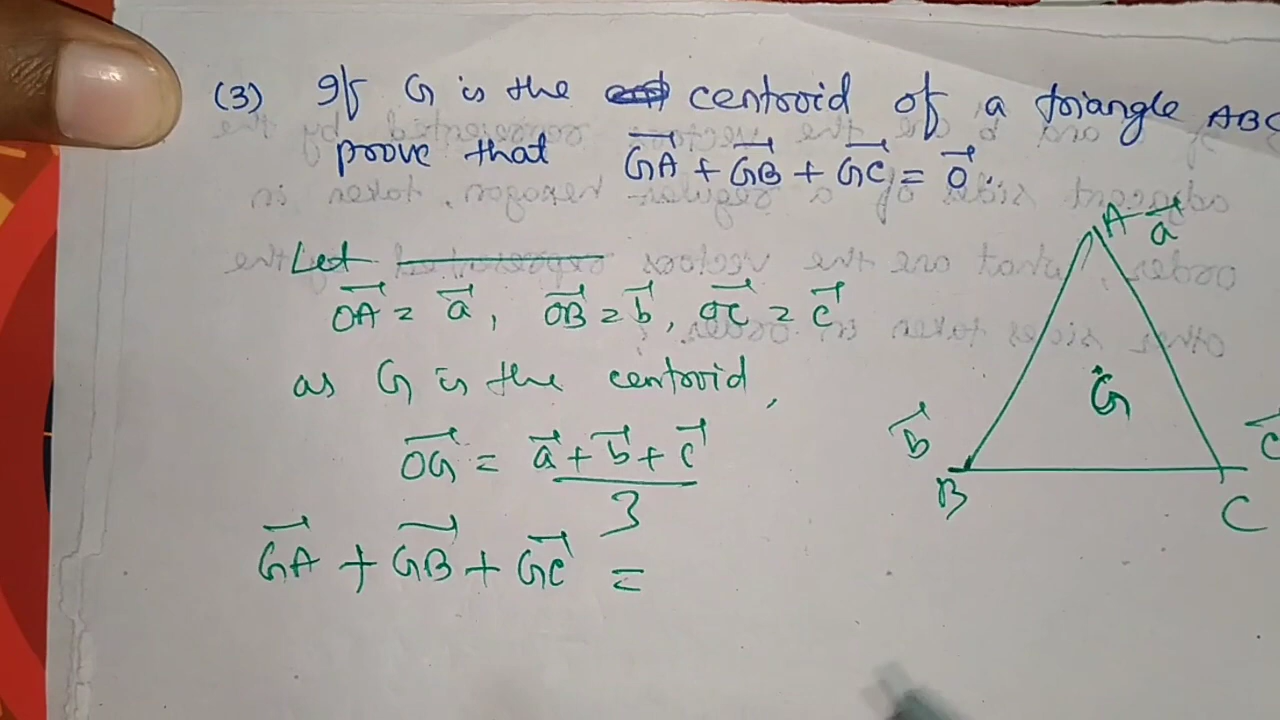 (3) If G is the centroid of a triangle ABC
prove that GA⃗ + GB⃗ + GC⃗ = 0⃗.
Let
OA⃗ = a⃗, OB⃗ = b⃗, OC⃗ = c⃗
as G is the centroid,
OG⃗ = a⃗ + b⃗ + c⃗
3
GA⃗ + GB⃗ + GC⃗ =
A a⃗
G
b⃗
c⃗
B
C